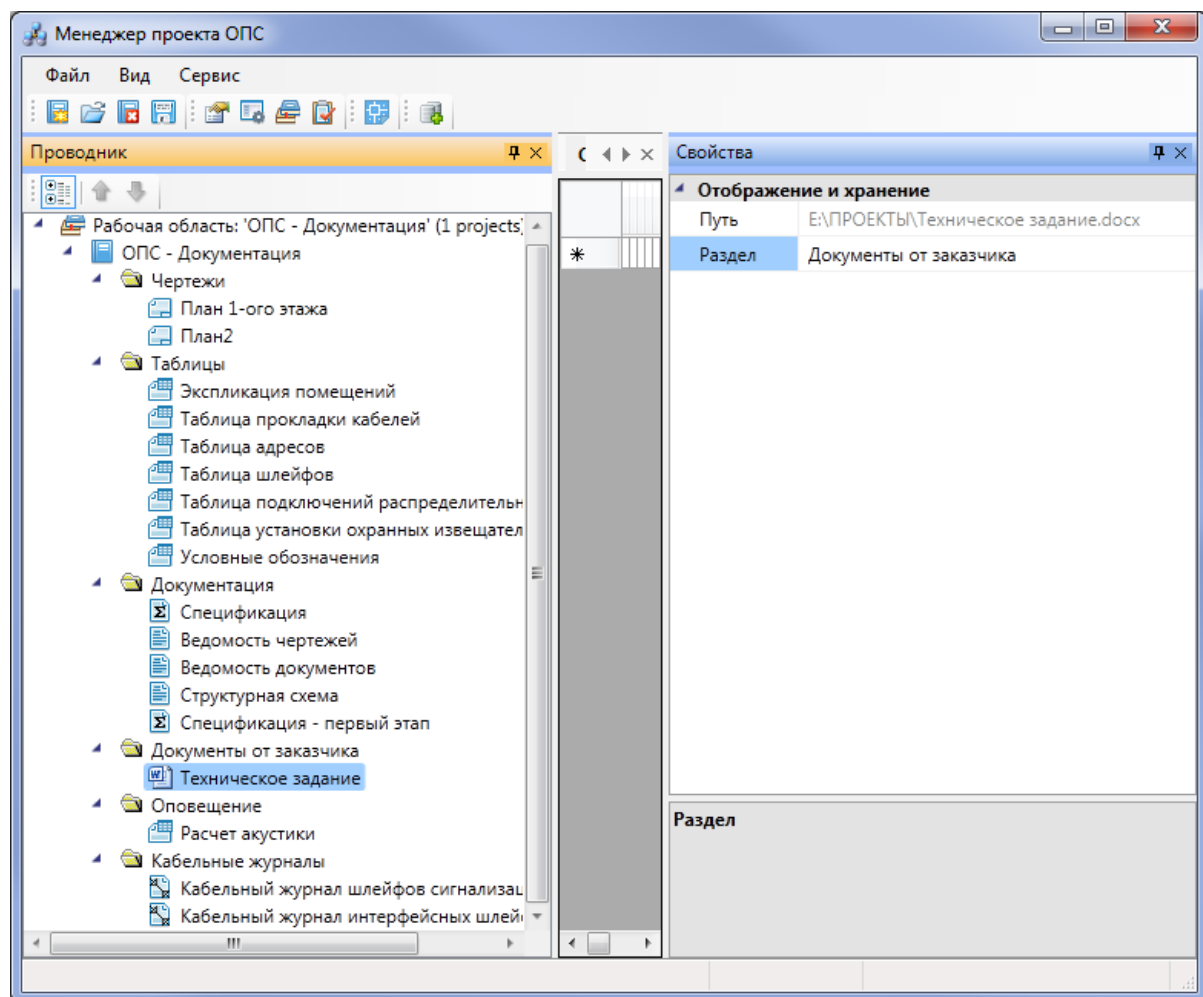 Менеджер проекта ОПС
Файл Вид Сервис
Проводник
Рабочая область: 'ОПС - Документация' (1 projects)
ОПС - Документация
Чертежи
План 1-ого этажа
План2
Таблицы
Экспликация помещений
Таблица прокладки кабелей
Таблица адресов
Таблица шлейфов
Таблица подключений распределительн
Таблица установки охранных извещател
Условные обозначения
Документация
Спецификация
Ведомость чертежей
Ведомость документов
Структурная схема
Спецификация - первый этап
Документы от заказчика
Техническое задание
Оповещение
Расчет акустики
Кабельные журналы
Кабельный журнал шлейфов сигнализац
Кабельный журнал интерфейсных шлей
Свойства
Отображение и хранение
Путь E:\ПРОЕКТЫ\Техническое задание.docx
Раздел Документы от заказчика
Раздел